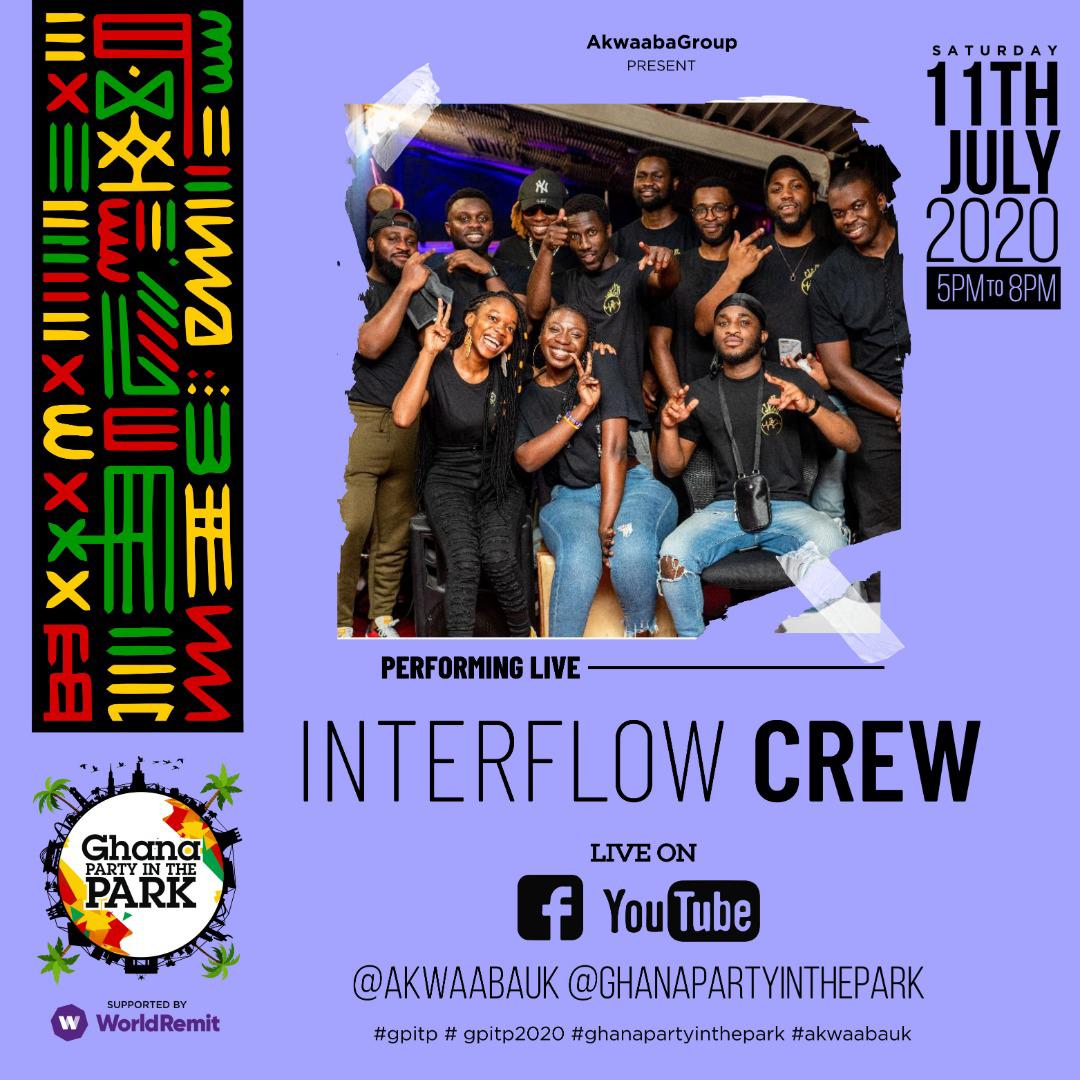 AkwaabaGroup
PRESENT
SATURDAY
11TH
JULY
2020
5PM TO 8PM
NY
PERFORMING LIVE
INTERFLOW CREW
LIVE ON
f YouTube
@AKWAABAUK @GHANAPARTYINTHEPARK
#gpitp # gpitp2020 #ghanapartyinthepark #akwaabauk
Ghana
PARTY IN THE
PARK
SUPPORTED BY
W WorldRemit